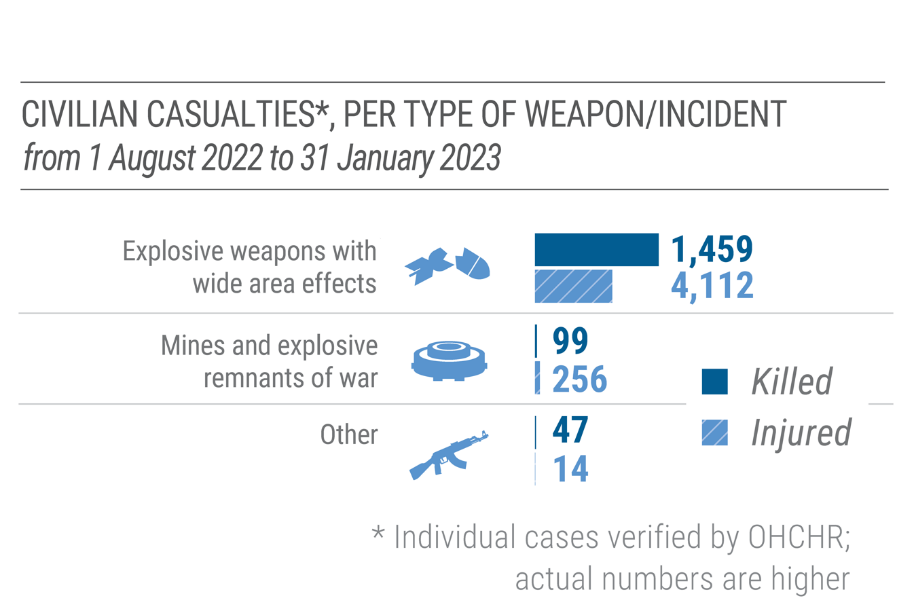 CIVILIAN CASUALTIES*, PER TYPE OF WEAPON/INCIDENT
from 1 August 2022 to 31 January 2023
Explosive weapons with
wide area effects
1,459
4,112
Mines and explosive
remnants of war
99
256
Other
47
14
Killed
Injured
* Individual cases verified by OHCHR;
actual numbers are higher